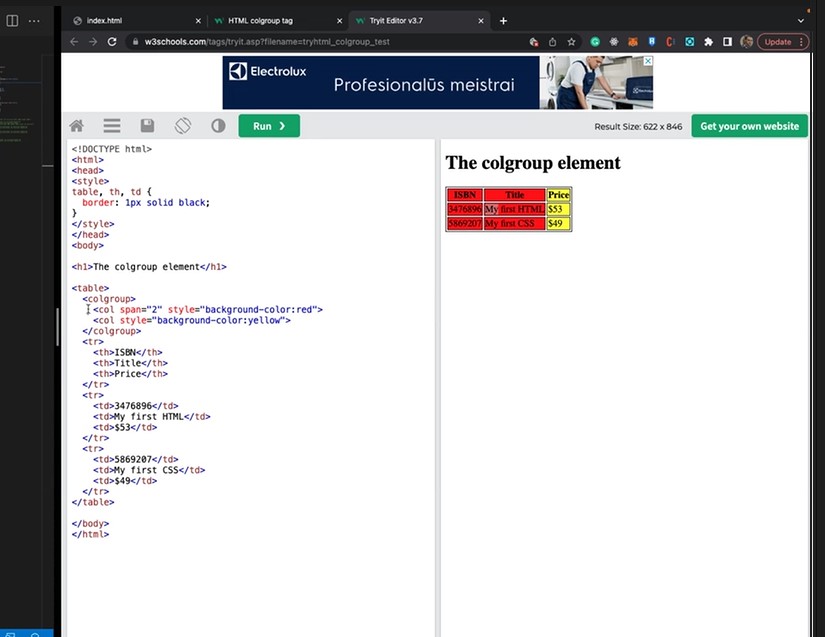 index.html
HTML colgroup tag
Tryit Editor v3.7
w3schools.com/tags/tryit.asp?filename=tryhtml_colgroup_test
Update
Electrolux
Profesionalūs meistrai
Run ❯
Result Size: 622 x 846
Get your own website
<!DOCTYPE html>
<html>
<head>
<style>
table, th, td {
  border: 1px solid black;
}
</style>
</head>
<body>
<h1>The colgroup element</h1>
<table>
  <colgroup>
    <col span="2" style="background-color:red">
    <col style="background-color:yellow">
  </colgroup>
  <tr>
    <th>ISBN</th>
    <th>Title</th>
    <th>Price</th>
  </tr>
  <tr>
    <td>3476896</td>
    <td>My first HTML</td>
    <td>$53</td>
  </tr>
  <tr>
    <td>5869207</td>
    <td>My first CSS</td>
    <td>$49</td>
  </tr>
</table>
</body>
</html>
The colgroup element
ISBN Title Price
3476896 My first HTML $53
5869207 My first CSS $49